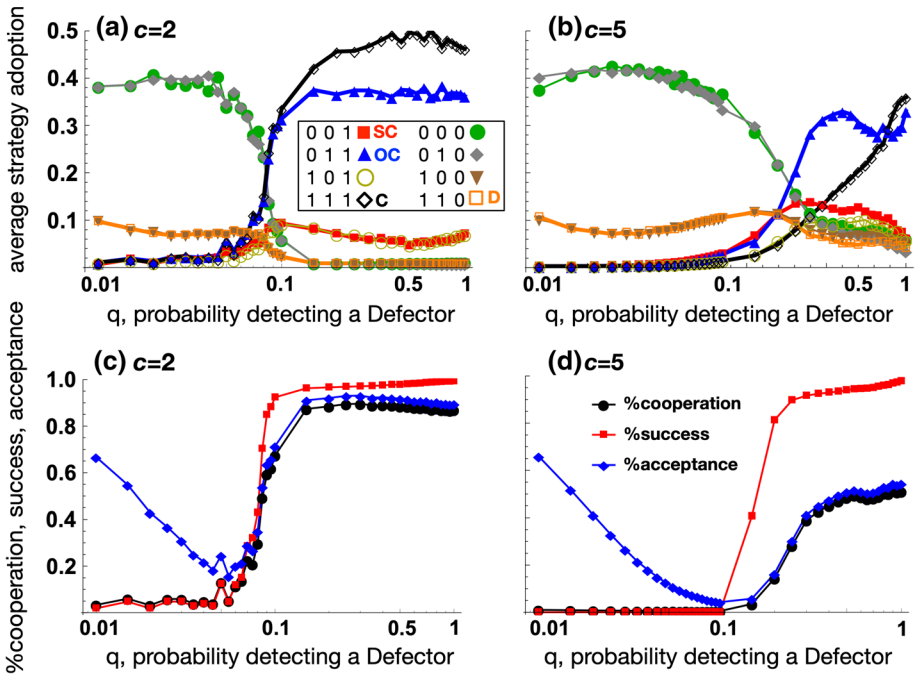 (a) c=2
(b) c=5
average strategy adoption
0.5
0.4
0.3
0.2
0.1
0 0 1 SC 0 0 0
0 1 1 OC 0 1 0
1 0 1 1 0 0
1 1 1 C 1 1 0 D
0.01 0.1 0.5 1
0.01 0.1 1
q, probability detecting a Defector
q, probability detecting a Defector
(c) c=2
(d) c=5
%cooperation, success, acceptance
1.0
0.8
0.6
0.4
0.2
%cooperation
%success
%acceptance
0.01 0.1 0.5 1
0.01 0.1 1
q, probability detecting a Defector
q, probability detecting a Defector